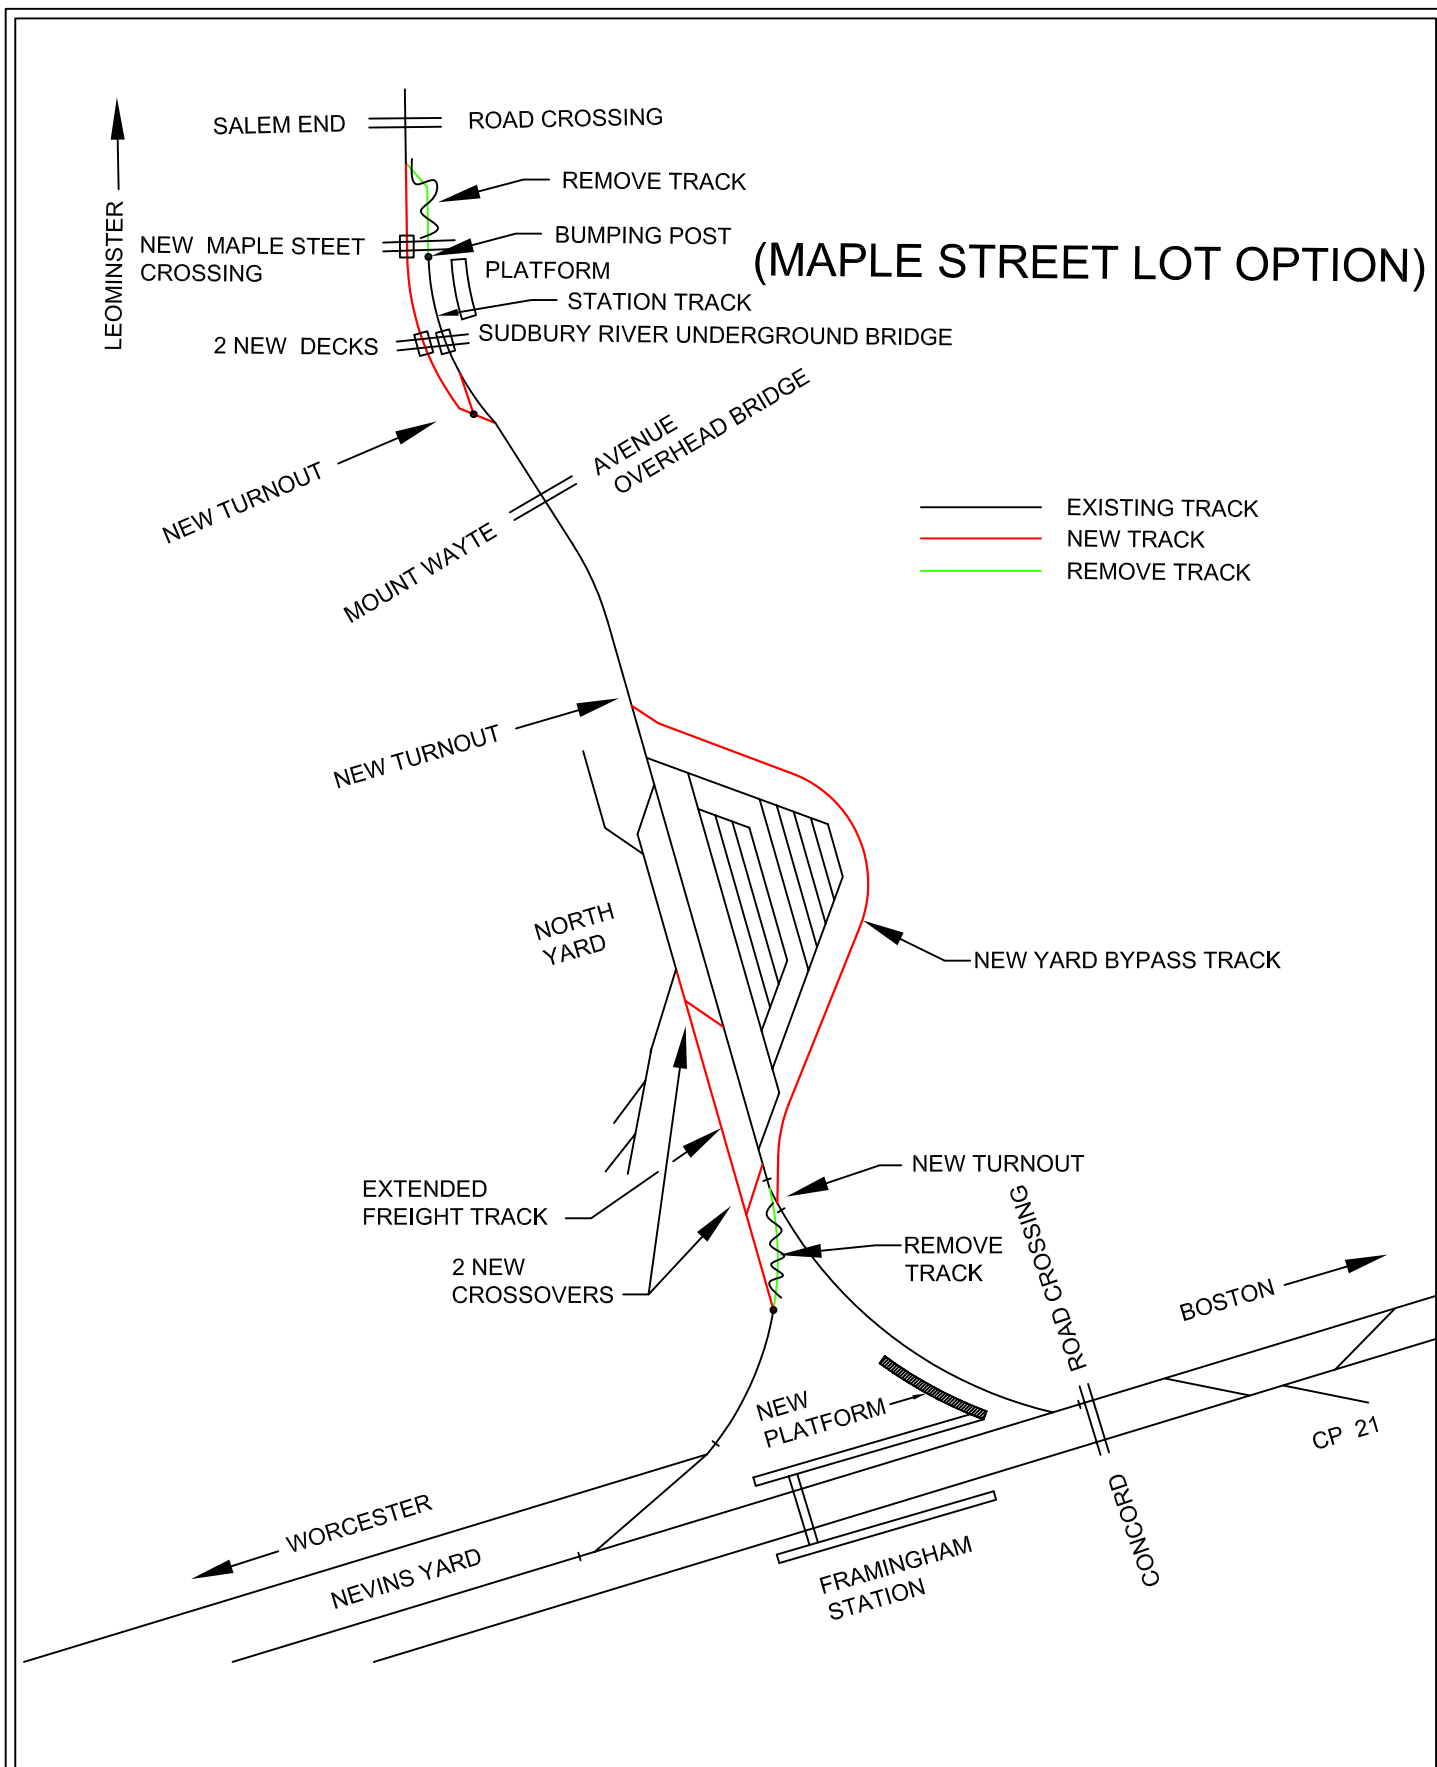 SALEM END
ROAD CROSSING
REMOVE TRACK
LEOMINSTER
NEW MAPLE STEET
CROSSING
BUMPING POST
(MAPLE STREET LOT OPTION)
PLATFORM
STATION TRACK
2 NEW DECKS
SUDBURY RIVER UNDERGROUND BRIDGE
NEW TURNOUT
AVENUE
OVERHEAD BRIDGE
MOUNT WAYTE
EXISTING TRACK
NEW TRACK
REMOVE TRACK
NEW TURNOUT
NORTH
YARD
NEW YARD BYPASS TRACK
EXTENDED
FREIGHT TRACK
NEW TURNOUT
2 NEW
CROSSOVERS
REMOVE
TRACK
ROAD CROSSING
BOSTON
NEW
PLATFORM
CP 21
CONCORD
WORCESTER
NEVINS YARD
FRAMINGHAM
STATION